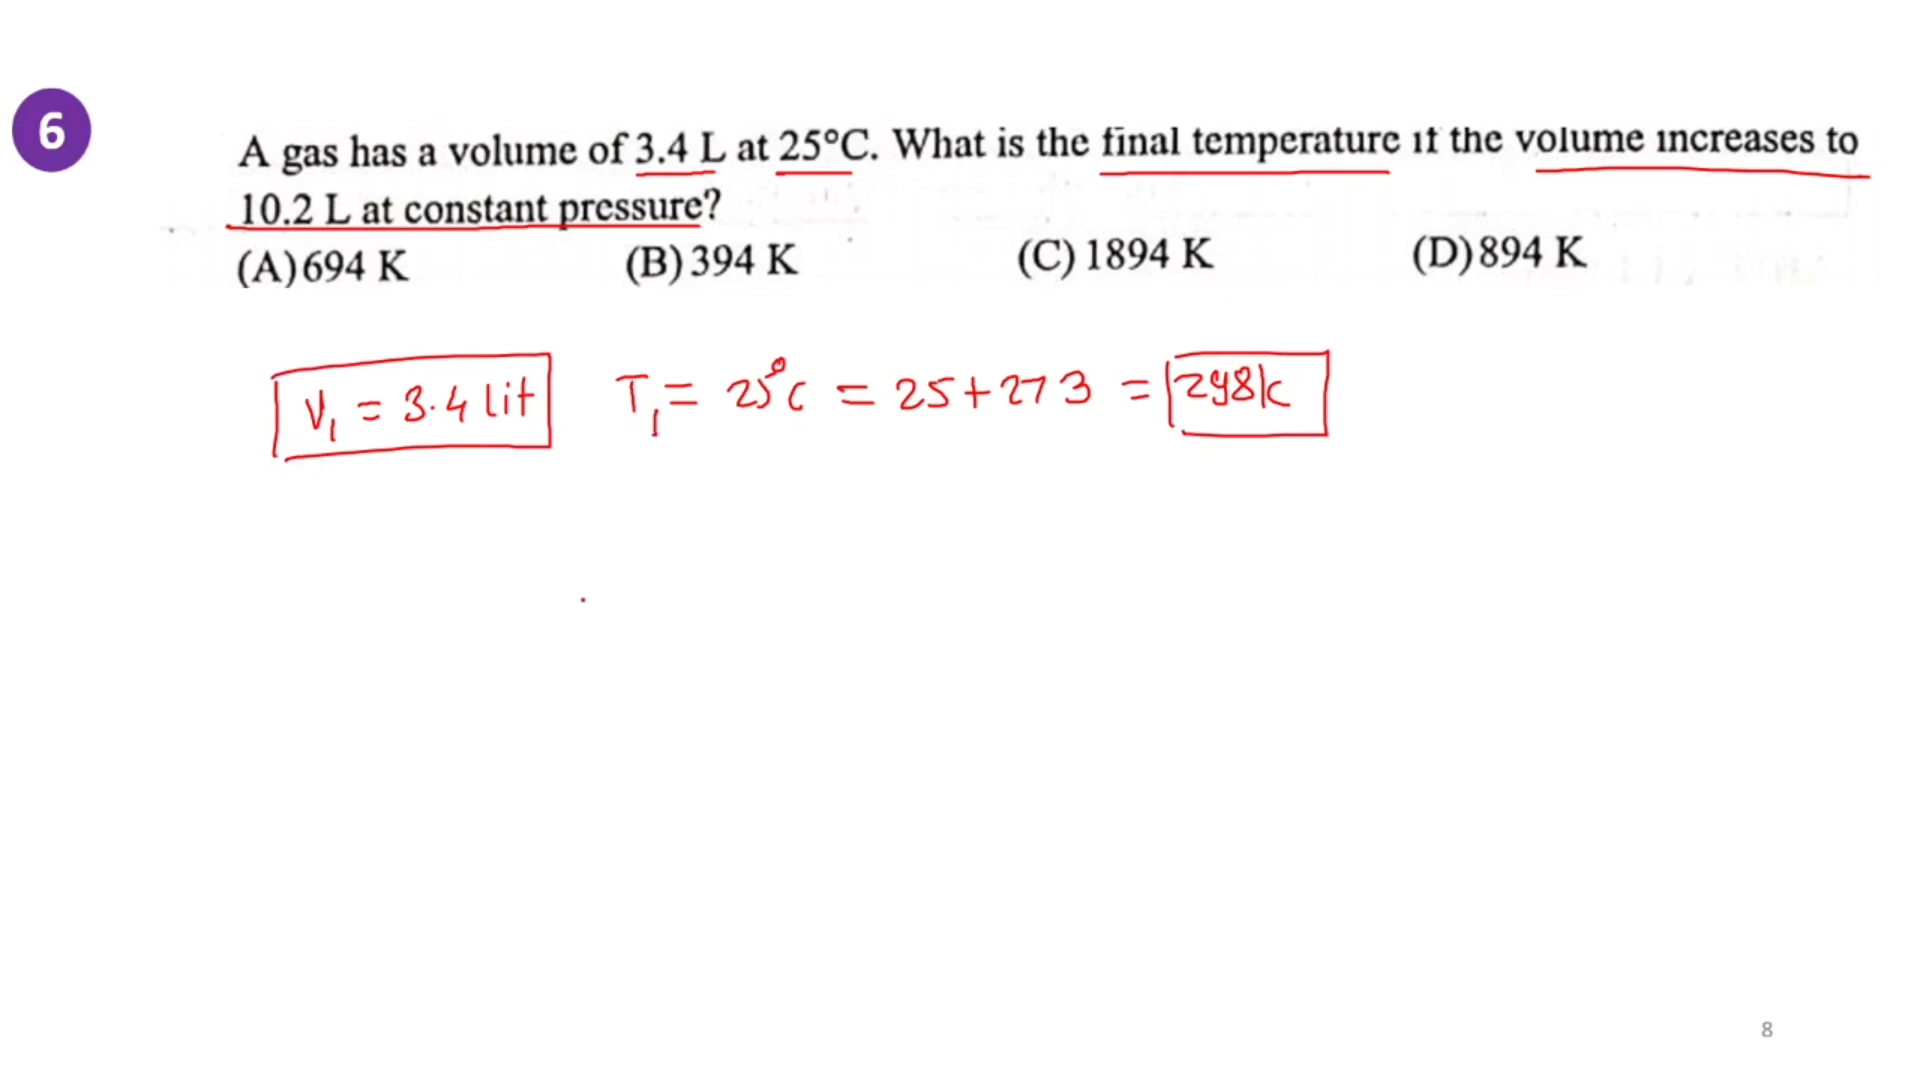 6
A gas has a volume of 3.4 L at 25°C. What is the final temperature if the volume increases to
10.2 L at constant pressure?
(A) 694 K (B) 394 K (C) 1894 K (D) 894 K
V₁ = 3.4 lit T₁ = 25°C = 25+273 = 298k
8